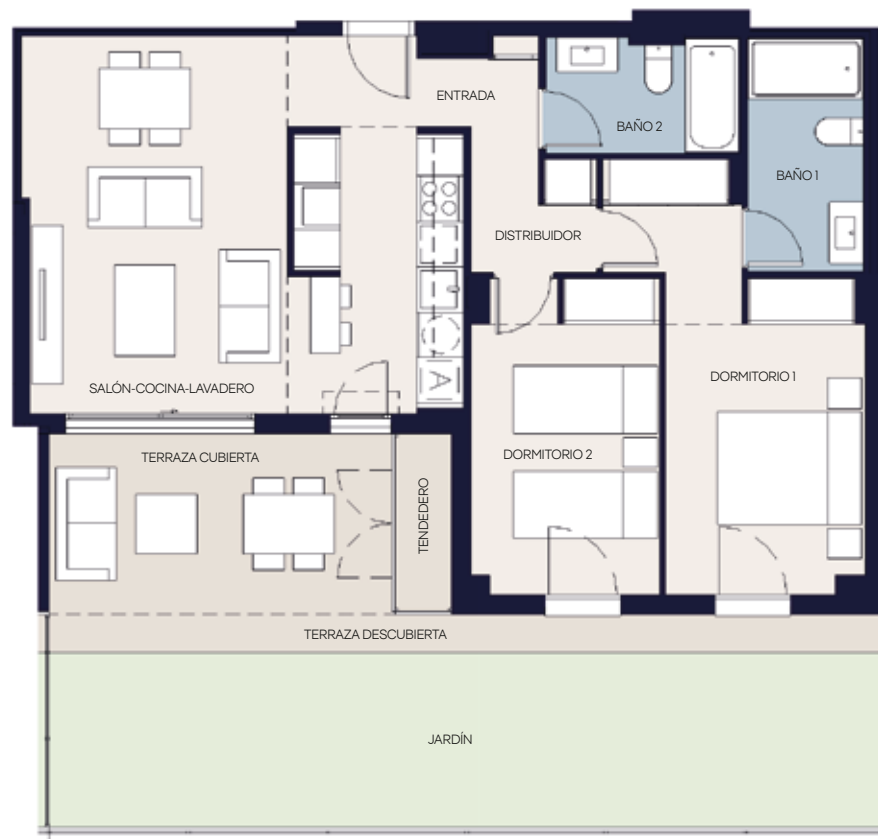 ENTRADA
BAÑO 2
BAÑO 1
DISTRIBUIDOR
DORMITORIO 1
SALÓN-COCINA-LAVADERO
A
TERRAZA CUBIERTA
DORMITORIO 2
TENDEDERO
TERRAZA DESCUBIERTA
JARDÍN